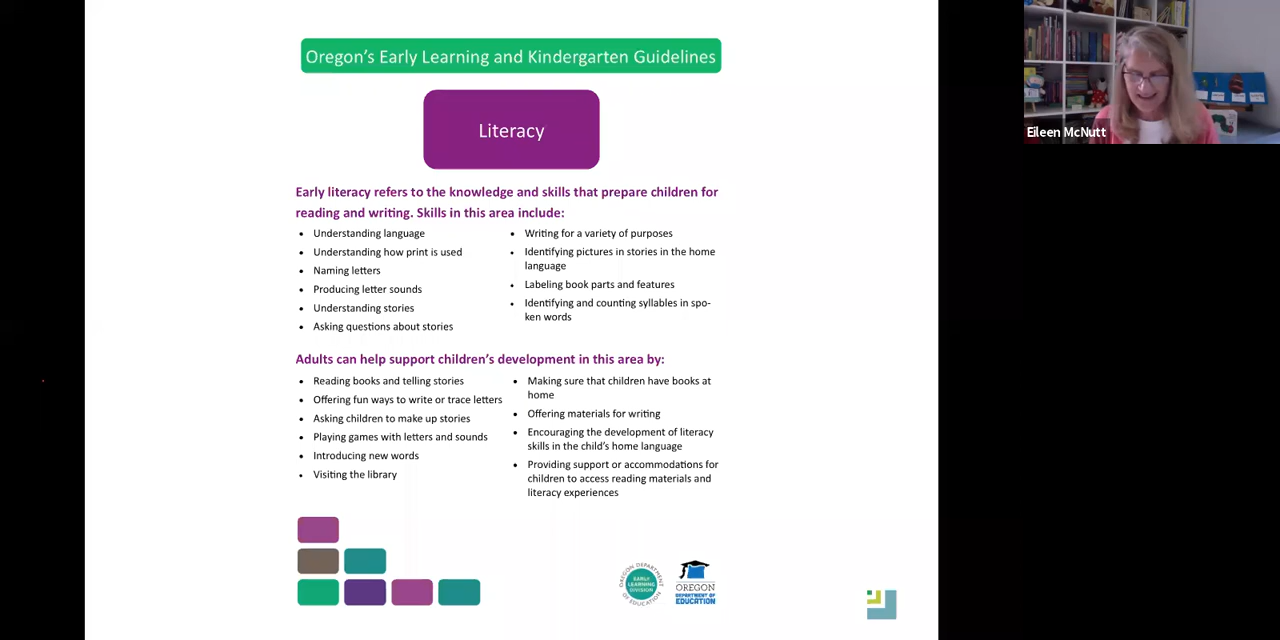 Oregon's Early Learning and Kindergarten Guidelines
Literacy
Early literacy refers to the knowledge and skills that prepare children for
reading and writing. Skills in this area include:
• Understanding language
• Understanding how print is used
• Naming letters
• Producing letter sounds
• Understanding stories
• Asking questions about stories
• Writing for a variety of purposes
• Identifying pictures in stories in the home
language
• Labeling book parts and features
• Identifying and counting syllables in spo-
ken words
Adults can help support children's development in this area by:
• Reading books and telling stories
• Offering fun ways to write or trace letters
• Asking children to make up stories
• Playing games with letters and sounds
• Introducing new words
• Visiting the library
• Making sure that children have books at
home
• Offering materials for writing
• Encouraging the development of literacy
skills in the child's home language
• Providing support or accommodations for
children to access reading materials and
literacy experiences
OREGON DEPARTMENT
OF EDUCATION
EARLY
LEARNING
DIVISION
OREGON
DEPARTMENT OF
EDUCATION
Eileen McNutt